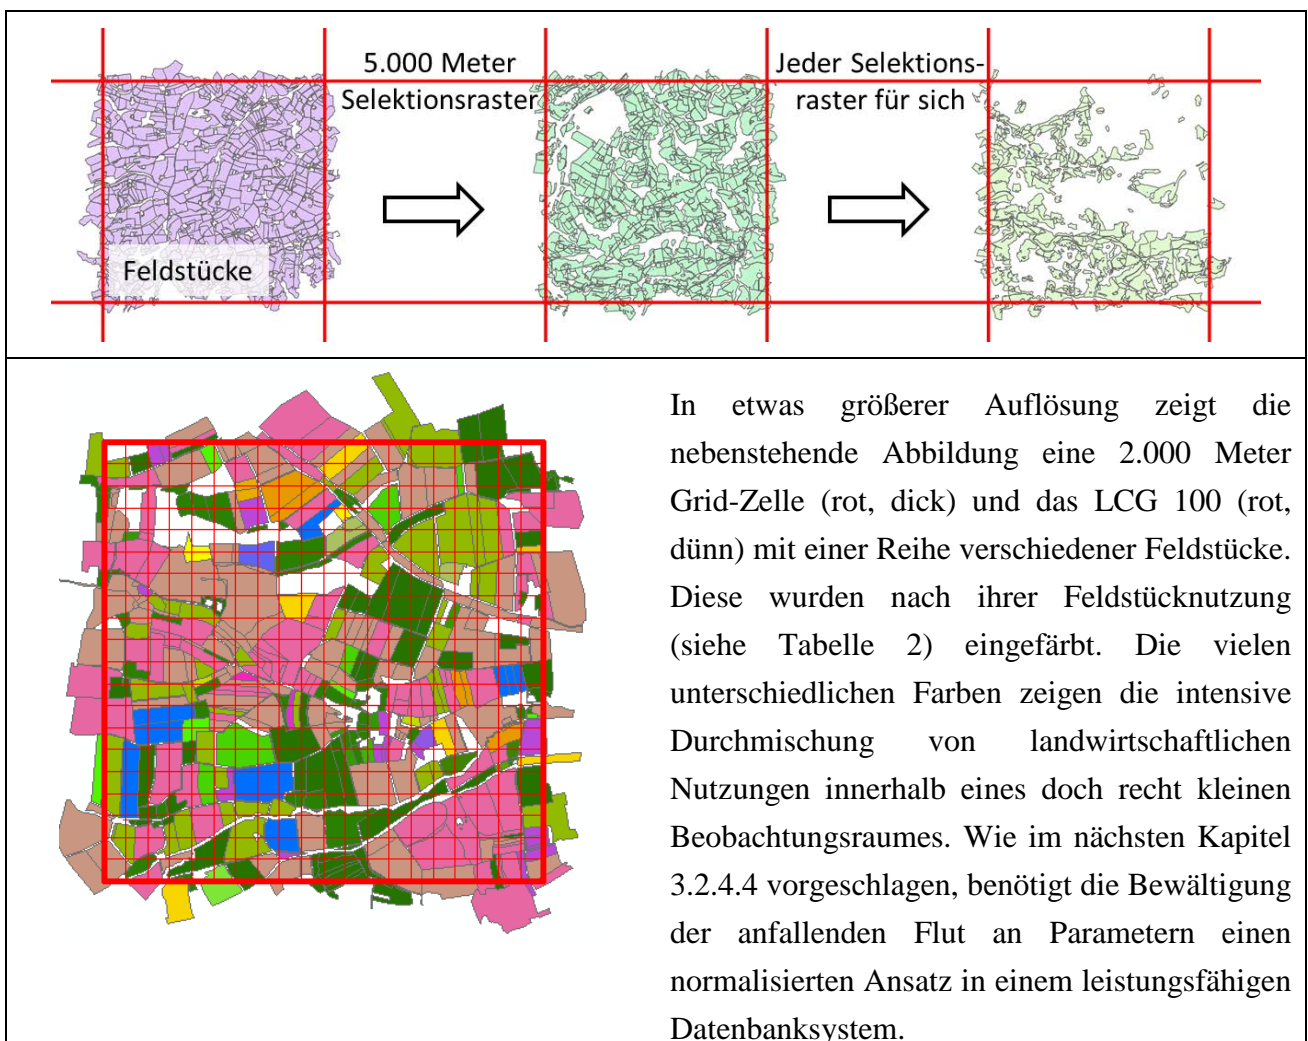 5.000 Meter
Selektionsraster
Jeder Selektions-
raster für sich
Feldstücke
In etwas größerer Auflösung zeigt die
nebenstehende Abbildung eine 2.000 Meter
Grid-Zelle (rot, dick) und das LCG 100 (rot,
dünn) mit einer Reihe verschiedener Feldstücke.
Diese wurden nach ihrer Feldstücknutzung
(siehe Tabelle 2) eingefärbt. Die vielen
unterschiedlichen Farben zeigen die intensive
Durchmischung von landwirtschaftlichen
Nutzungen innerhalb eines doch recht kleinen
Beobachtungsraumes. Wie im nächsten Kapitel
3.2.4.4 vorgeschlagen, benötigt die Bewältigung
der anfallenden Flut an Parametern einen
normalisierten Ansatz in einem leistungsfähigen
Datenbanksystem.